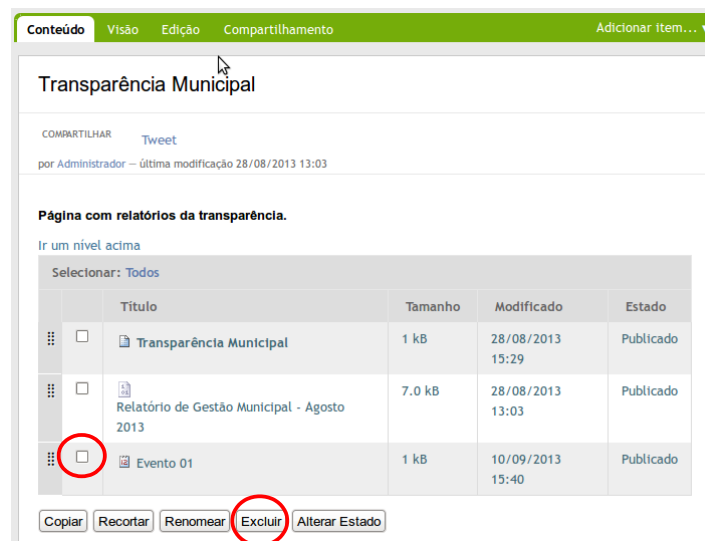 Conteúdo Visão Edição Compartilhamento Adicionar item...
Transparência Municipal
COMPARTILHAR Tweet
por Administrador — última modificação 28/08/2013 13:03
Página com relatórios da transparência.
Ir um nível acima
Selecionar: Todos
Título Tamanho Modificado Estado
Transparência Municipal 1 kB 28/08/2013 15:29 Publicado
Relatório de Gestão Municipal - Agosto 2013 7.0 kB 28/08/2013 13:03 Publicado
Evento 01 1 kB 10/09/2013 15:40 Publicado
Copiar Recortar Renomear Excluir Alterar Estado